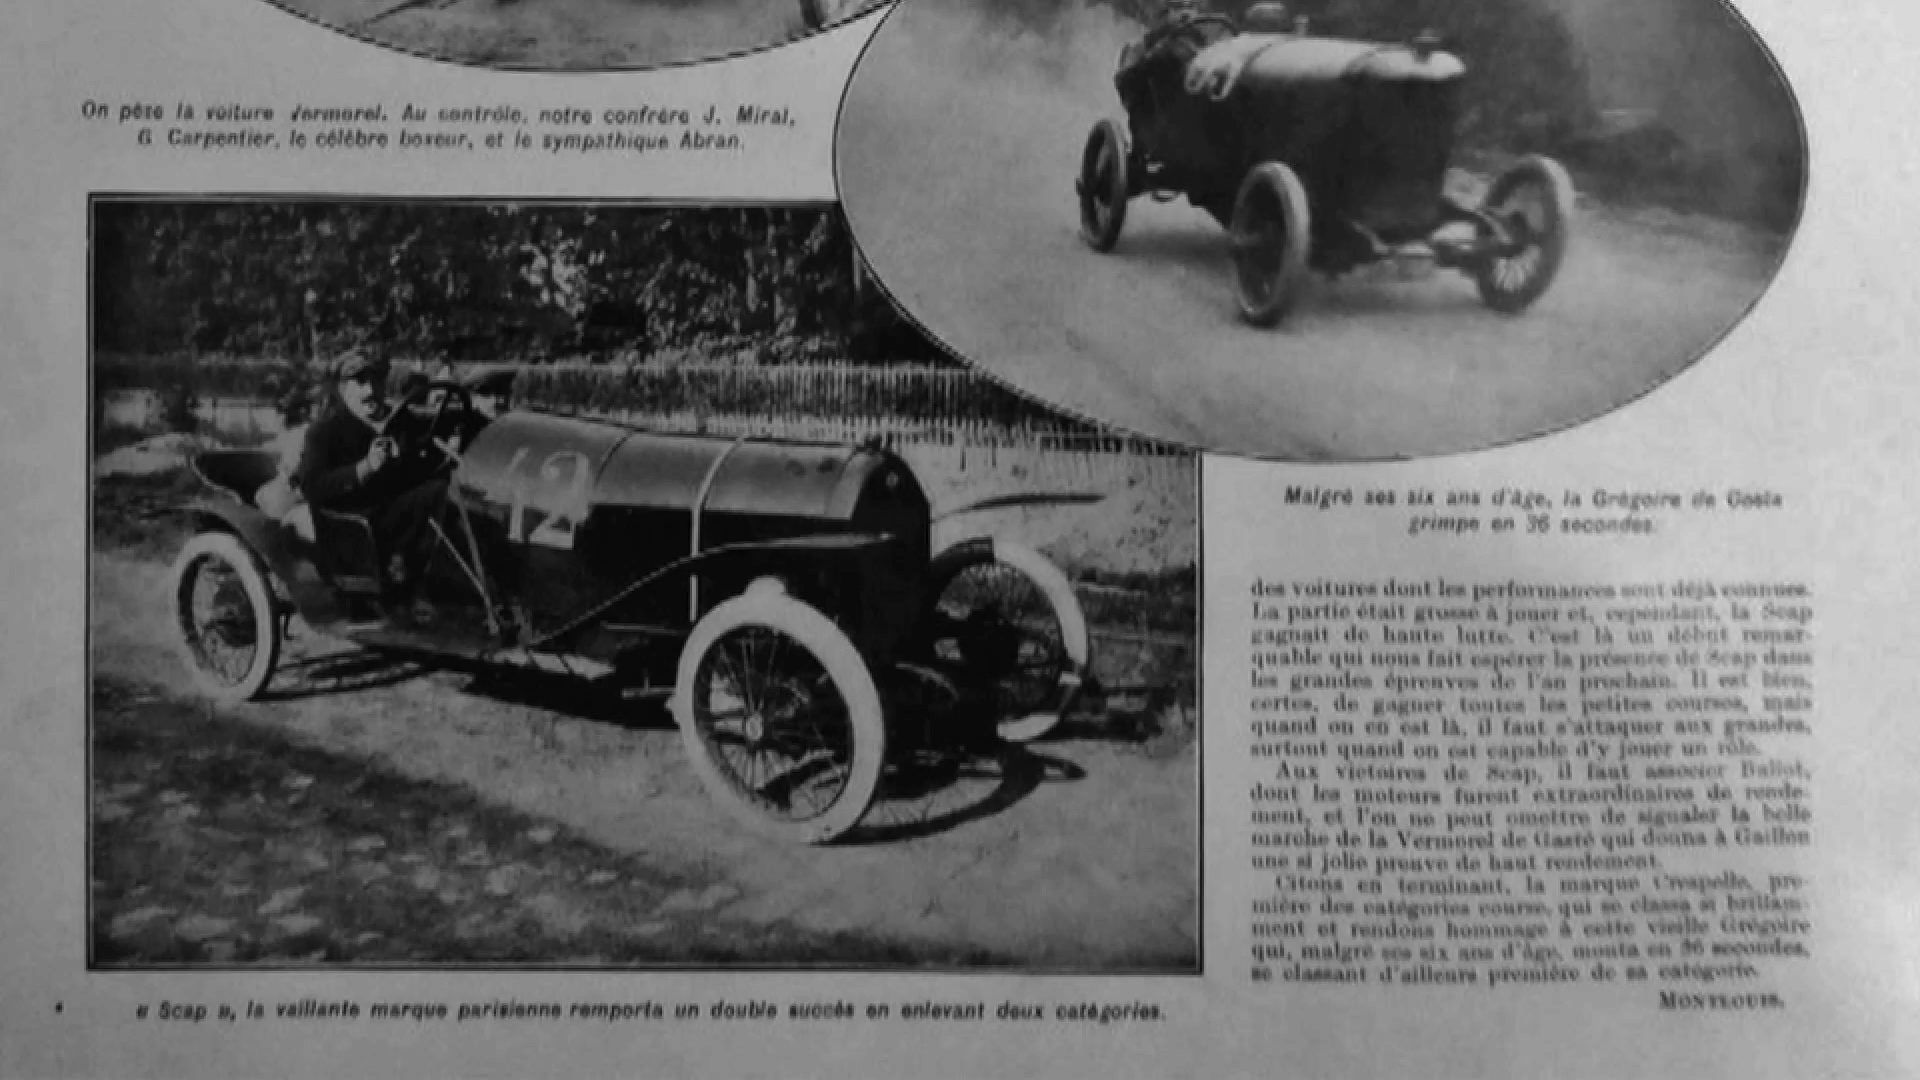 On pèse la voiture Vermorel. Au contrôle, notre confrère J. Miral,
G Carpentier, le célèbre boxeur, et le sympathique Abran.
93
42
Malgré ses six ans d'âge, la Grégoire de Costa
grimpe en 36 secondes.
des voitures dont les performances sont déjà connues.
La partie était grosse à jouer et, cependant, la Scap
gagnait de haute lutte. C'est là un début remar-
quable qui nous fait espérer la présence de Scap dans
les grandes épreuves de l'an prochain. Il est bien,
certes, de gagner toutes les petites courses, mais
quand on en est là, il faut s'attaquer aux grandes,
surtout quand on est capable d'y jouer un rôle.
Aux victoires de Scap, il faut associer Ballot,
dont les moteurs furent extraordinaires de rende-
ment, et l'on ne peut omettre de signaler la belle
marche de la Vermorel de Gasté qui donna à Gaillon
une si jolie preuve de haut rendement.
Citons en terminant, la marque Crespelle, pre-
mière des catégories course, qui se classa si brillam-
ment et rendons hommage à cette vieille Grégoire
qui, malgré ses six ans d'âge, monta en 36 secondes,
se classant d'ailleurs première de sa catégorie.
MONTLOUIS.
« Scap », la vaillante marque parisienne remporta un double succès en enlevant deux catégories.